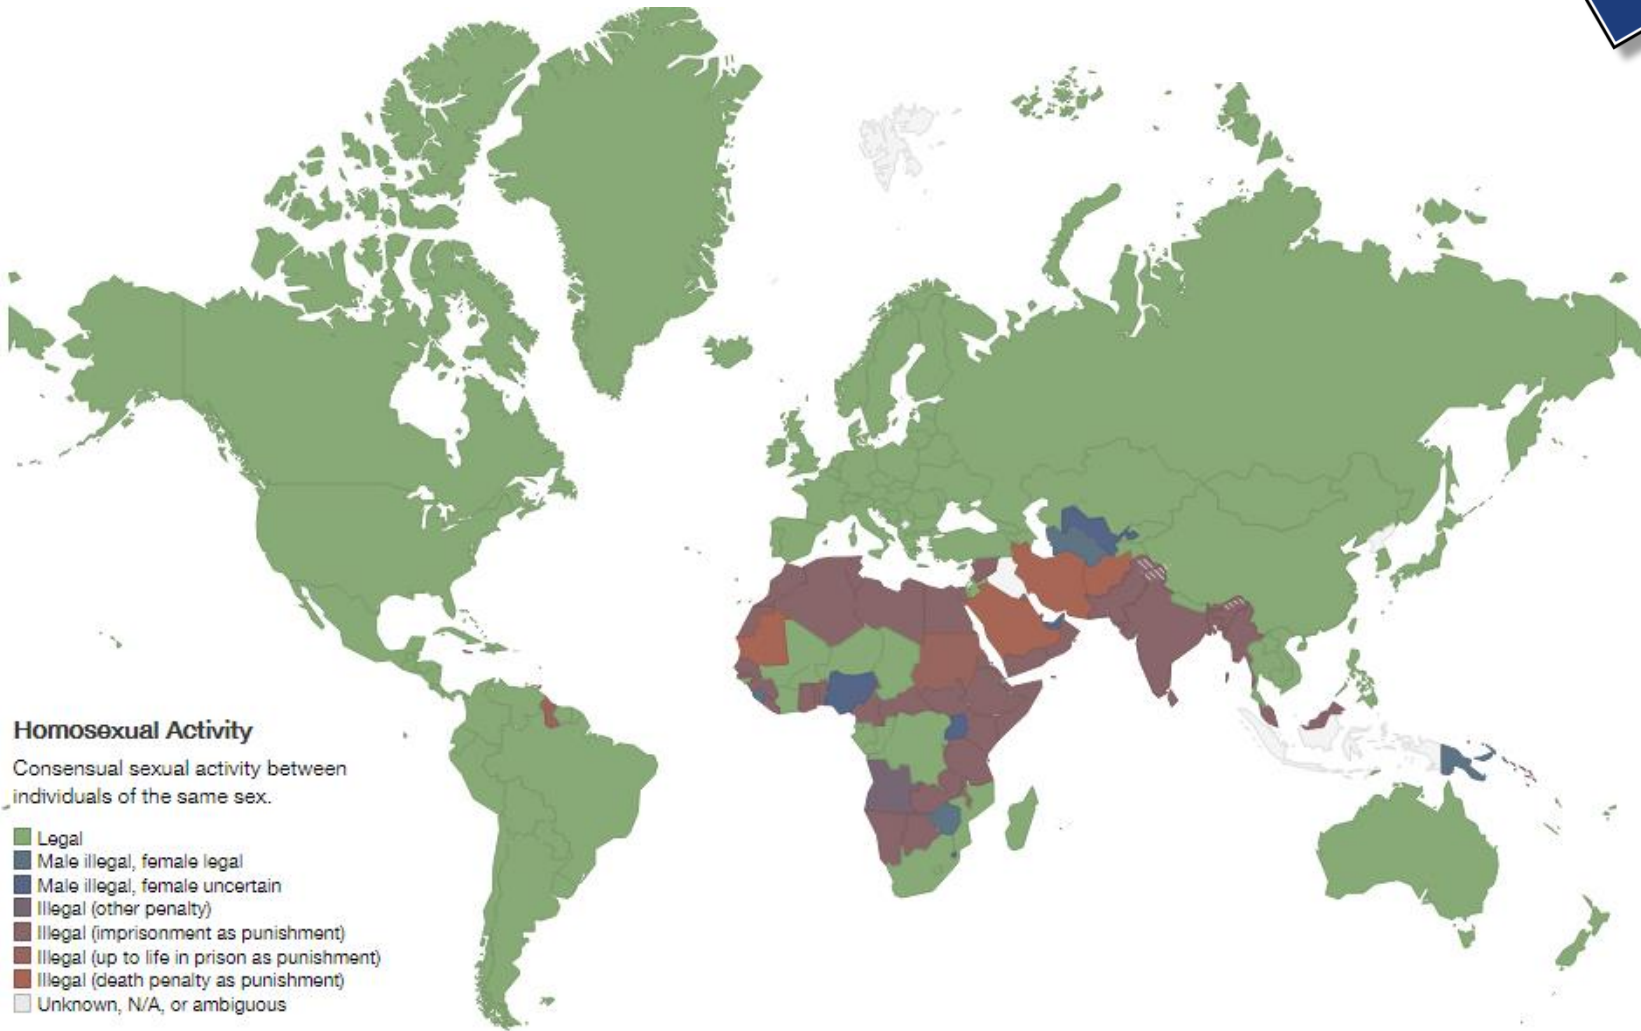 Homosexual Activity
Consensual sexual activity between
individuals of the same sex.
Legal
Male illegal, female legal
Male illegal, female uncertain
Illegal (other penalty)
Illegal (imprisonment as punishment)
Illegal (up to life in prison as punishment)
Illegal (death penalty as punishment)
Unknown, N/A, or ambiguous